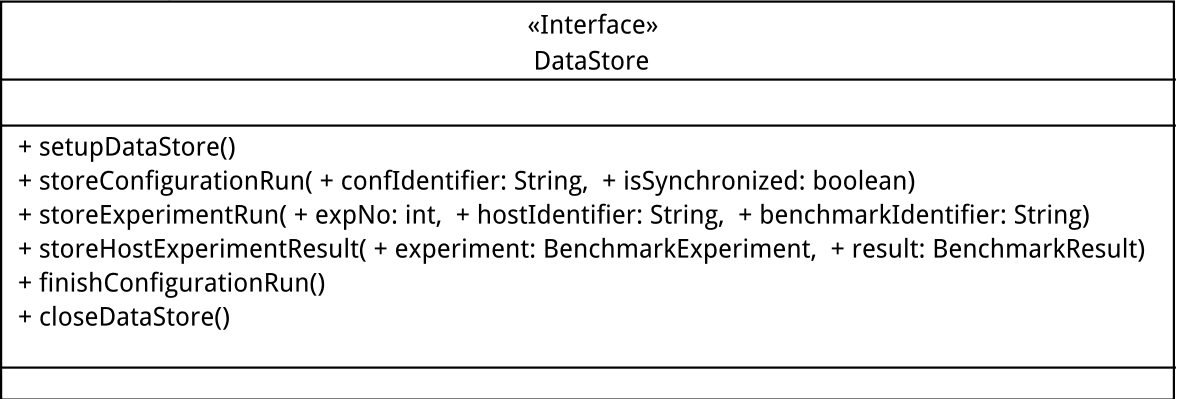 «Interface»
DataStore
+ setupDataStore()
+ storeConfigurationRun( + confIdentifier: String,  + isSynchronized: boolean)
+ storeExperimentRun( + expNo: int,  + hostIdentifier: String,  + benchmarkIdentifier: String)
+ storeHostExperimentResult( + experiment: BenchmarkExperiment,  + result: BenchmarkResult)
+ finishConfigurationRun()
+ closeDataStore()